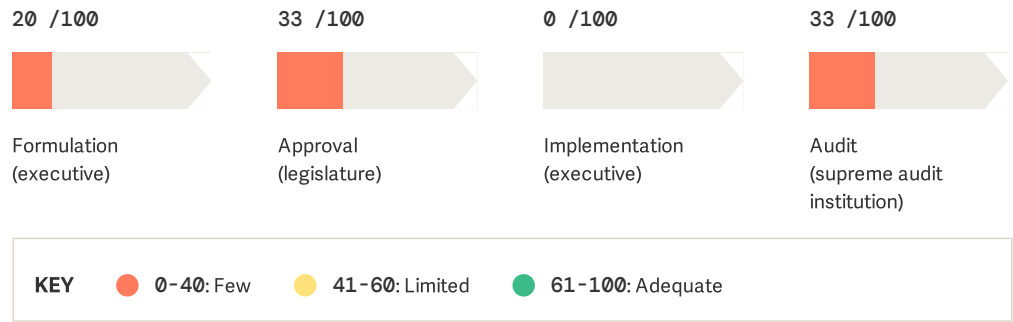 20 /100
33 /100
0 /100
33 /100
Formulation
(executive)
Approval
(legislature)
Implementation
(executive)
Audit
(supreme audit
institution)
KEY
0-40: Few
41-60: Limited
61-100: Adequate